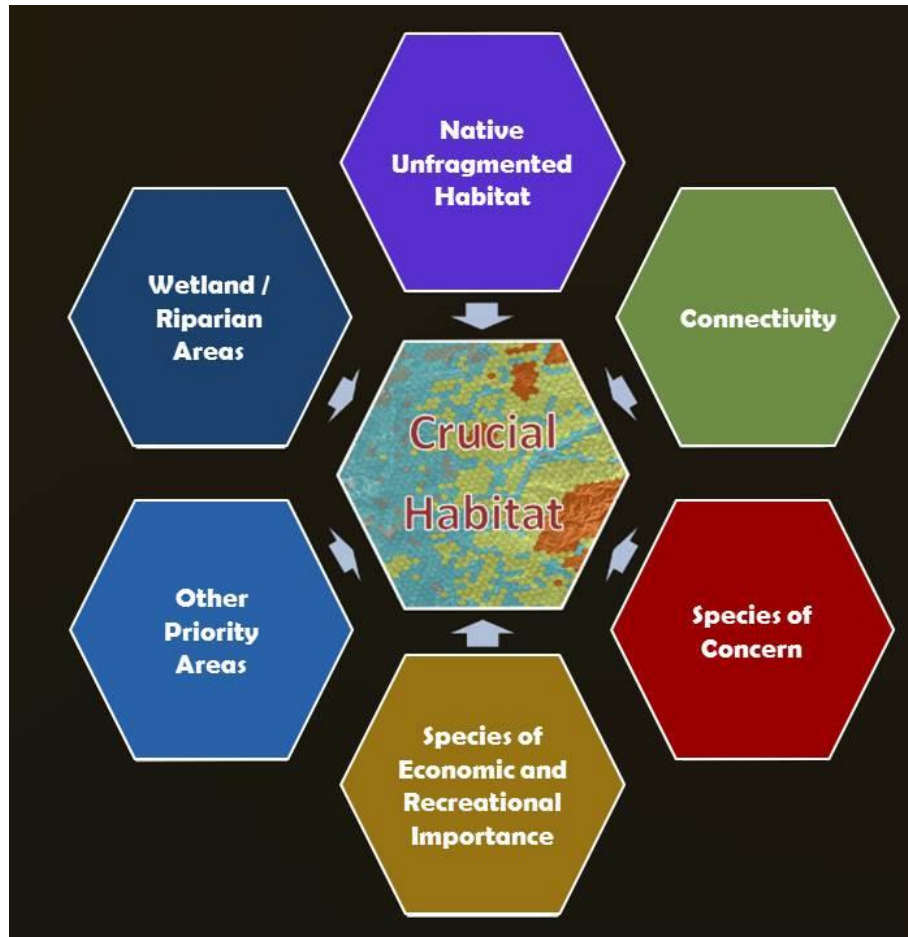 Native
Unfragmented
Habitat
Wetland /
Riparian
Areas
Connectivity
Crucial
Habitat
Other
Priority
Areas
Species of
Concern
Species of
Economic and
Recreational
Importance